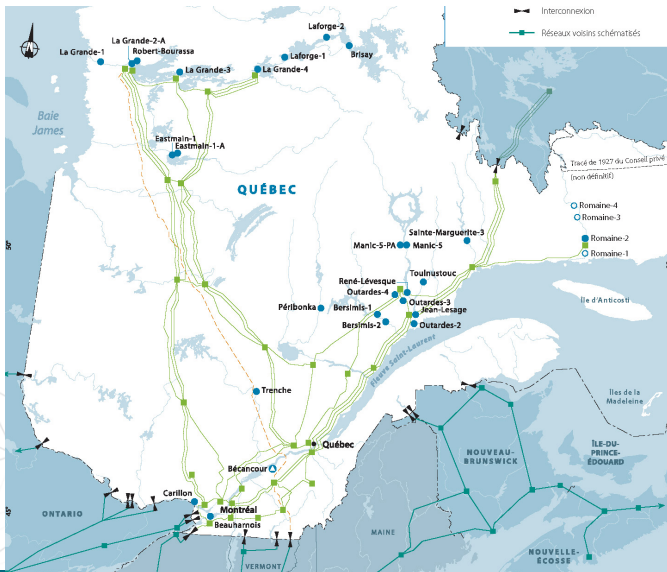 Interconnexion
Réseaux voisins schématisés
Laforge-2
La Grande-2-A
La Grande-1
Robert-Bourassa
Laforge-1
Brisay
La Grande-3
La Grande-4
Baie
James
Eastmain-1
Eastmain-1-A
Tracé de 1927 du Conseil privé
(non définitif)
QUÉBEC
Romaine-4
Romaine-3
Sainte-Marguerite-3
Romaine-2
50°
Manic-5-PA
Manic-5
Romaine-1
Toulnustouc
René-Lévesque
Outardes-4
Île d'Anticosti
Outardes-3
Péribonka
Bersimis-1
Jean-Lesage
Bersimis-2
Outardes-2
Fleuve Saint-Laurent
Trenche
Îles de la
Madeleine
Québec
ÎLE-DU-
PRINCE-
ÉDOUARD
NOUVEAU-
BRUNSWICK
Bécancour
Carillon
45°
ONTARIO
Montréal
Beauharnois
MAINE
NOUVELLE-
ÉCOSSE
VERMONT